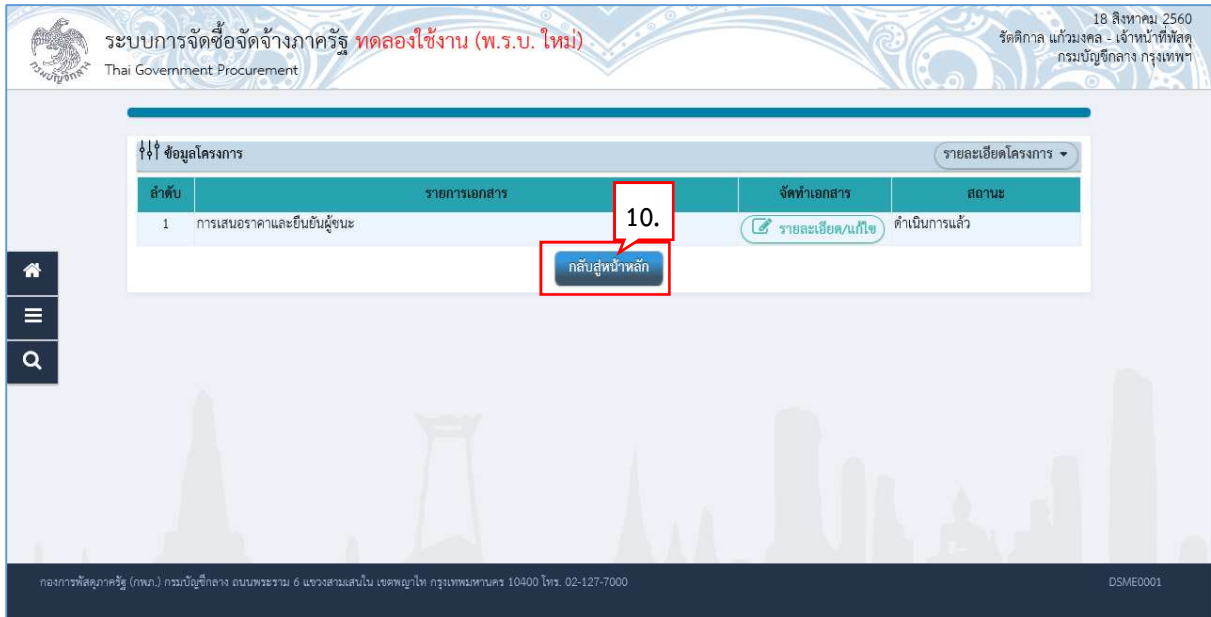 18 สิงหาคม 2560
ระบบการจัดซื้อจัดจ้างภาครัฐ ทดลองใช้งาน (พ.ร.บ. ใหม่)
รัตติกาล แก้วมงคล - เจ้าหน้าที่พัสดุ
Thai Government Procurement
กรมบัญชีกลาง กรุงเทพฯ
ข้อมูลโครงการ
รายละเอียดโครงการ
ลำดับ รายการเอกสาร จัดทำเอกสาร สถานะ
1 การเสนอราคาและยืนยันผู้ชนะ รายละเอียด/แก้ไข ดำเนินการแล้ว
10.
กลับสู่หน้าหลัก
กองการพัสดุภาครัฐ (กพภ.) กรมบัญชีกลาง ถนนพระราม 6 แขวงสามเสนใน เขตพญาไท กรุงเทพมหานคร 10400 โทร. 02-127-7000 DSME0001